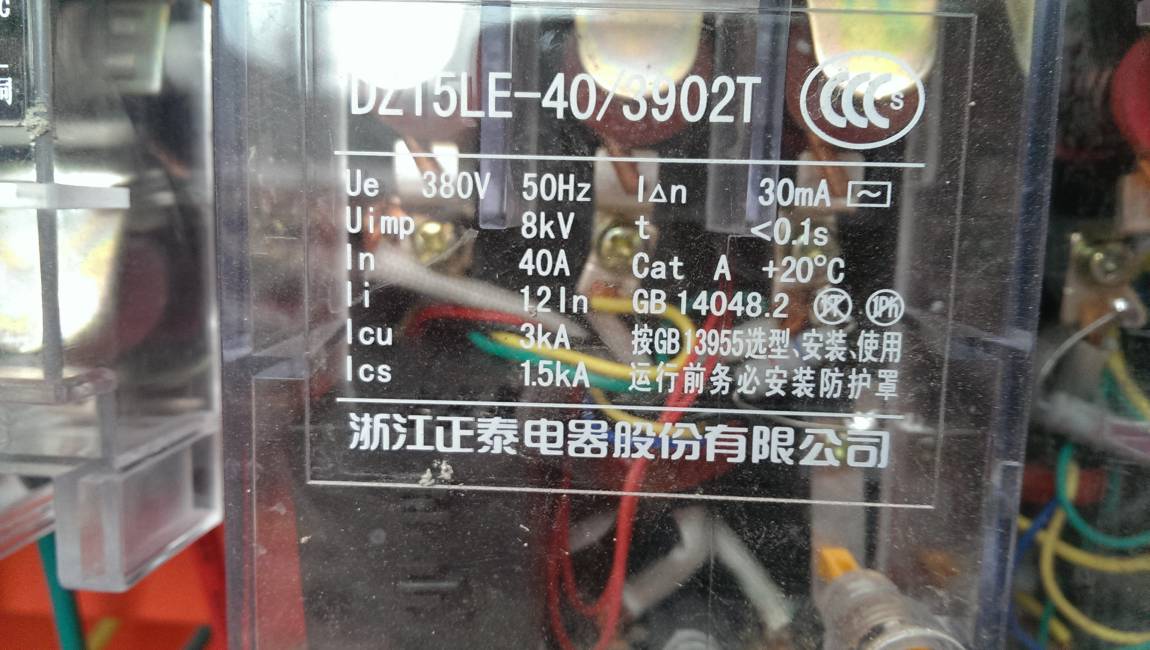 DZ15LE-40/3902T CCC S
Ue 380V 50Hz I△n 30mA
Uimp 8kV t <0.1s
In 40A Cat A +20℃
Ii 12In GB 14048.2
Icu 3kA 按GB13955选型、安装、使用
Ics 1.5kA 运行前务必安装防护罩
浙江正泰电器股份有限公司